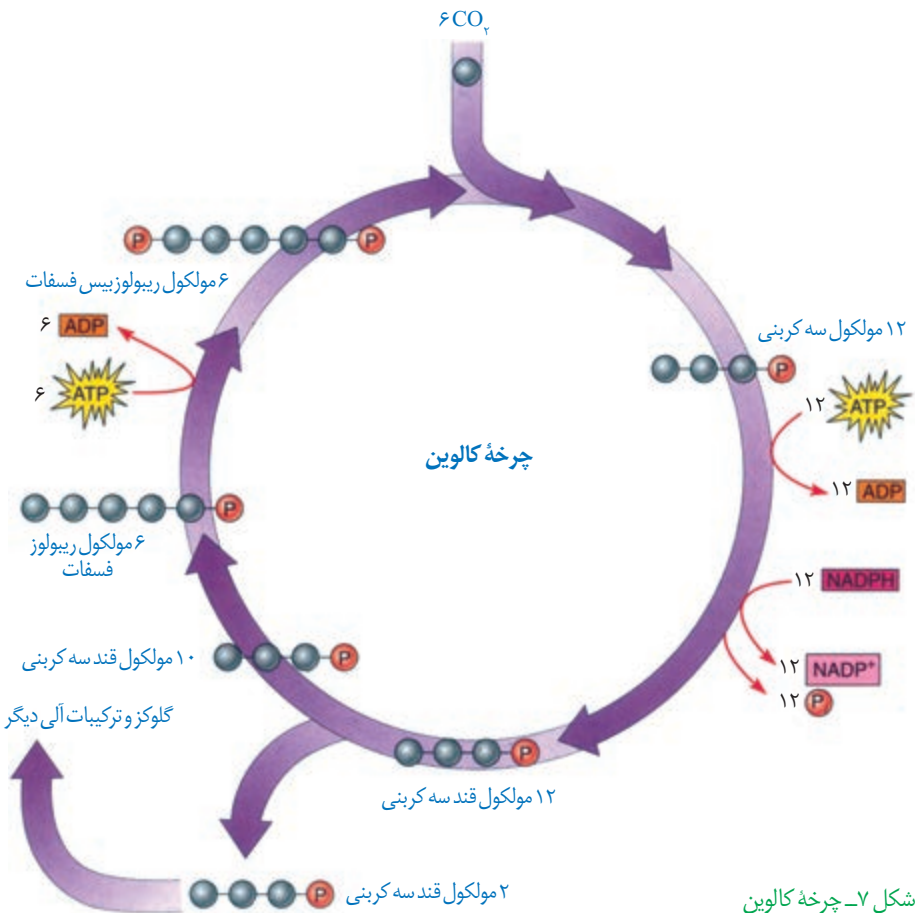 ۶CO۲
P P
۶ مولکول ریبولوزبیس فسفات
۶ ADP
۶ ATP
۱۲ مولکول سه کربنی
P
۱۲ ATP
۱۲ ADP
چرخهٔ کالوین
P
۶ مولکول ریبولوز
فسفات
۱۲ NADPH
۱۲ NADP+
۱۲ P
۱۰ مولکول قند سه کربنی
P
گلوکز و ترکیبات آلی دیگر
P
۱۲ مولکول قند سه کربنی
P
۲ مولکول قند سه کربنی
شکل ۷ــ چرخهٔ کالوین